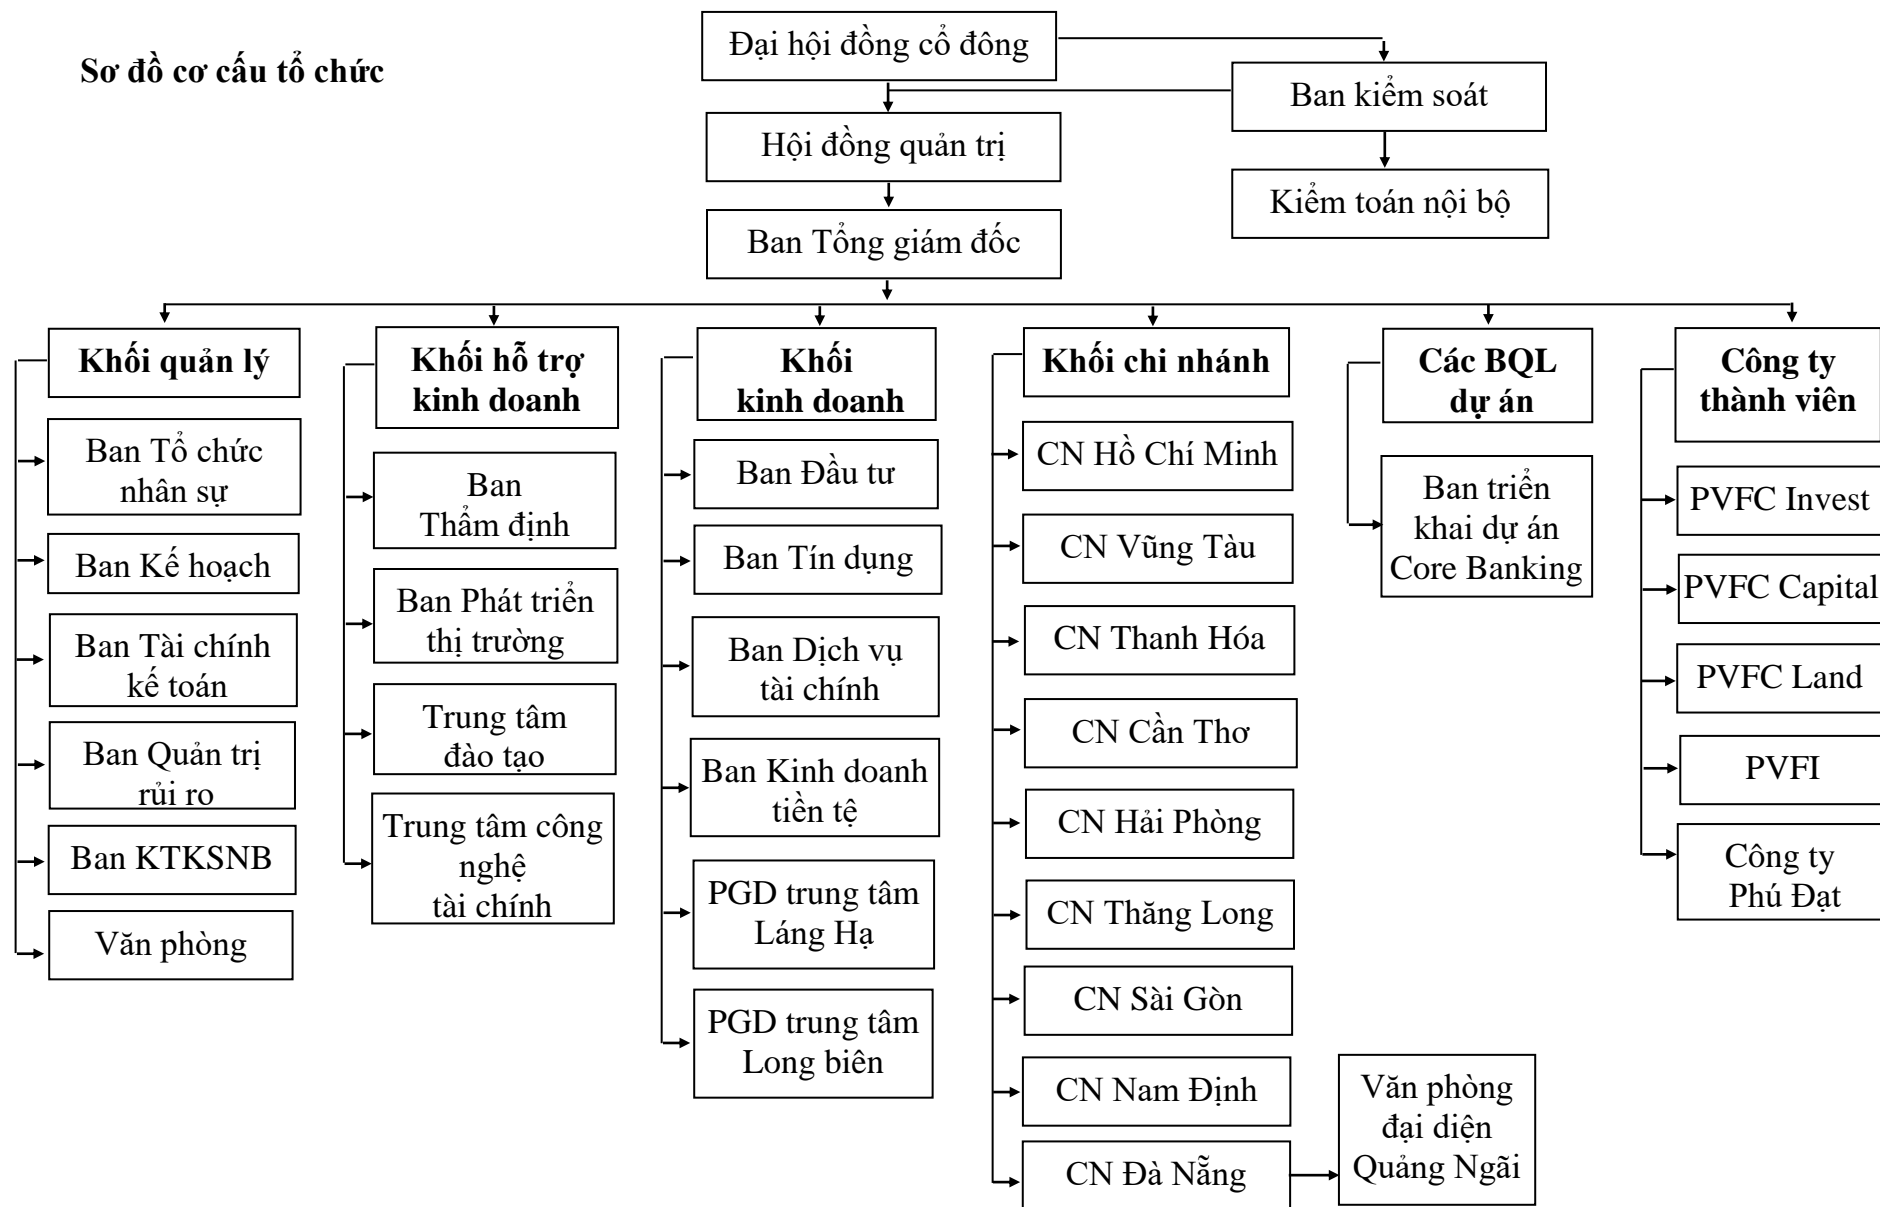 Sơ đồ cơ cấu tổ chức
Đại hội đồng cổ đông
Ban kiểm soát
Hội đồng quản trị
Kiểm toán nội bộ
Ban Tổng giám đốc
Khối quản lý
Ban Tổ chức
nhân sự
Ban Kế hoạch
Ban Tài chính
kế toán
Ban Quản trị
rủi ro
Ban KTKSNB
Văn phòng
Khối hỗ trợ
kinh doanh
Ban
Thẩm định
Ban Phát triển
thị trường
Trung tâm
đào tạo
Trung tâm công
nghệ
tài chính
Khối
kinh doanh
Ban Đầu tư
Ban Tín dụng
Ban Dịch vụ
tài chính
Ban Kinh doanh
tiền tệ
PGD trung tâm
Láng Hạ
PGD trung tâm
Long biên
Khối chi nhánh
CN Hồ Chí Minh
CN Vũng Tàu
CN Thanh Hóa
CN Cần Thơ
CN Hải Phòng
CN Thăng Long
CN Sài Gòn
CN Nam Định
CN Đà Nẵng
Văn phòng
đại diện
Quảng Ngãi
Các BQL
dự án
Ban triển
khai dự án
Core Banking
Công ty
thành viên
PVFC Invest
PVFC Capital
PVFC Land
PVFI
Công ty
Phú Đạt